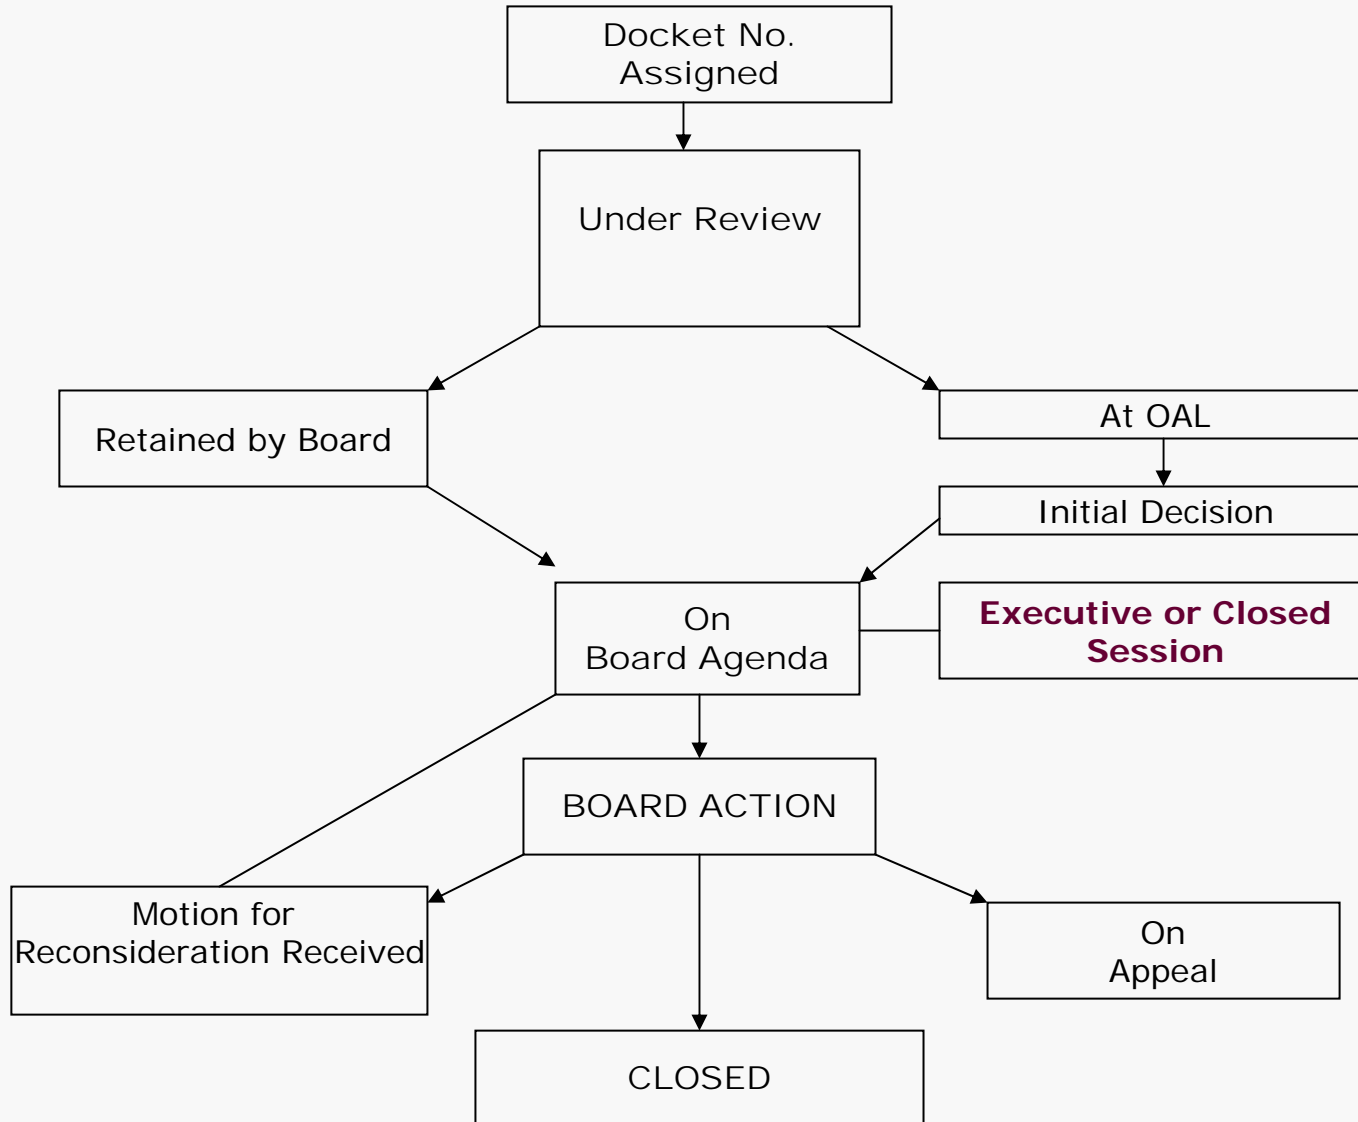 Docket No.
Assigned
Under Review
Retained by Board
At OAL
Initial Decision
On
Board Agenda
Executive or Closed
Session
BOARD ACTION
Motion for
Reconsideration Received
On
Appeal
CLOSED